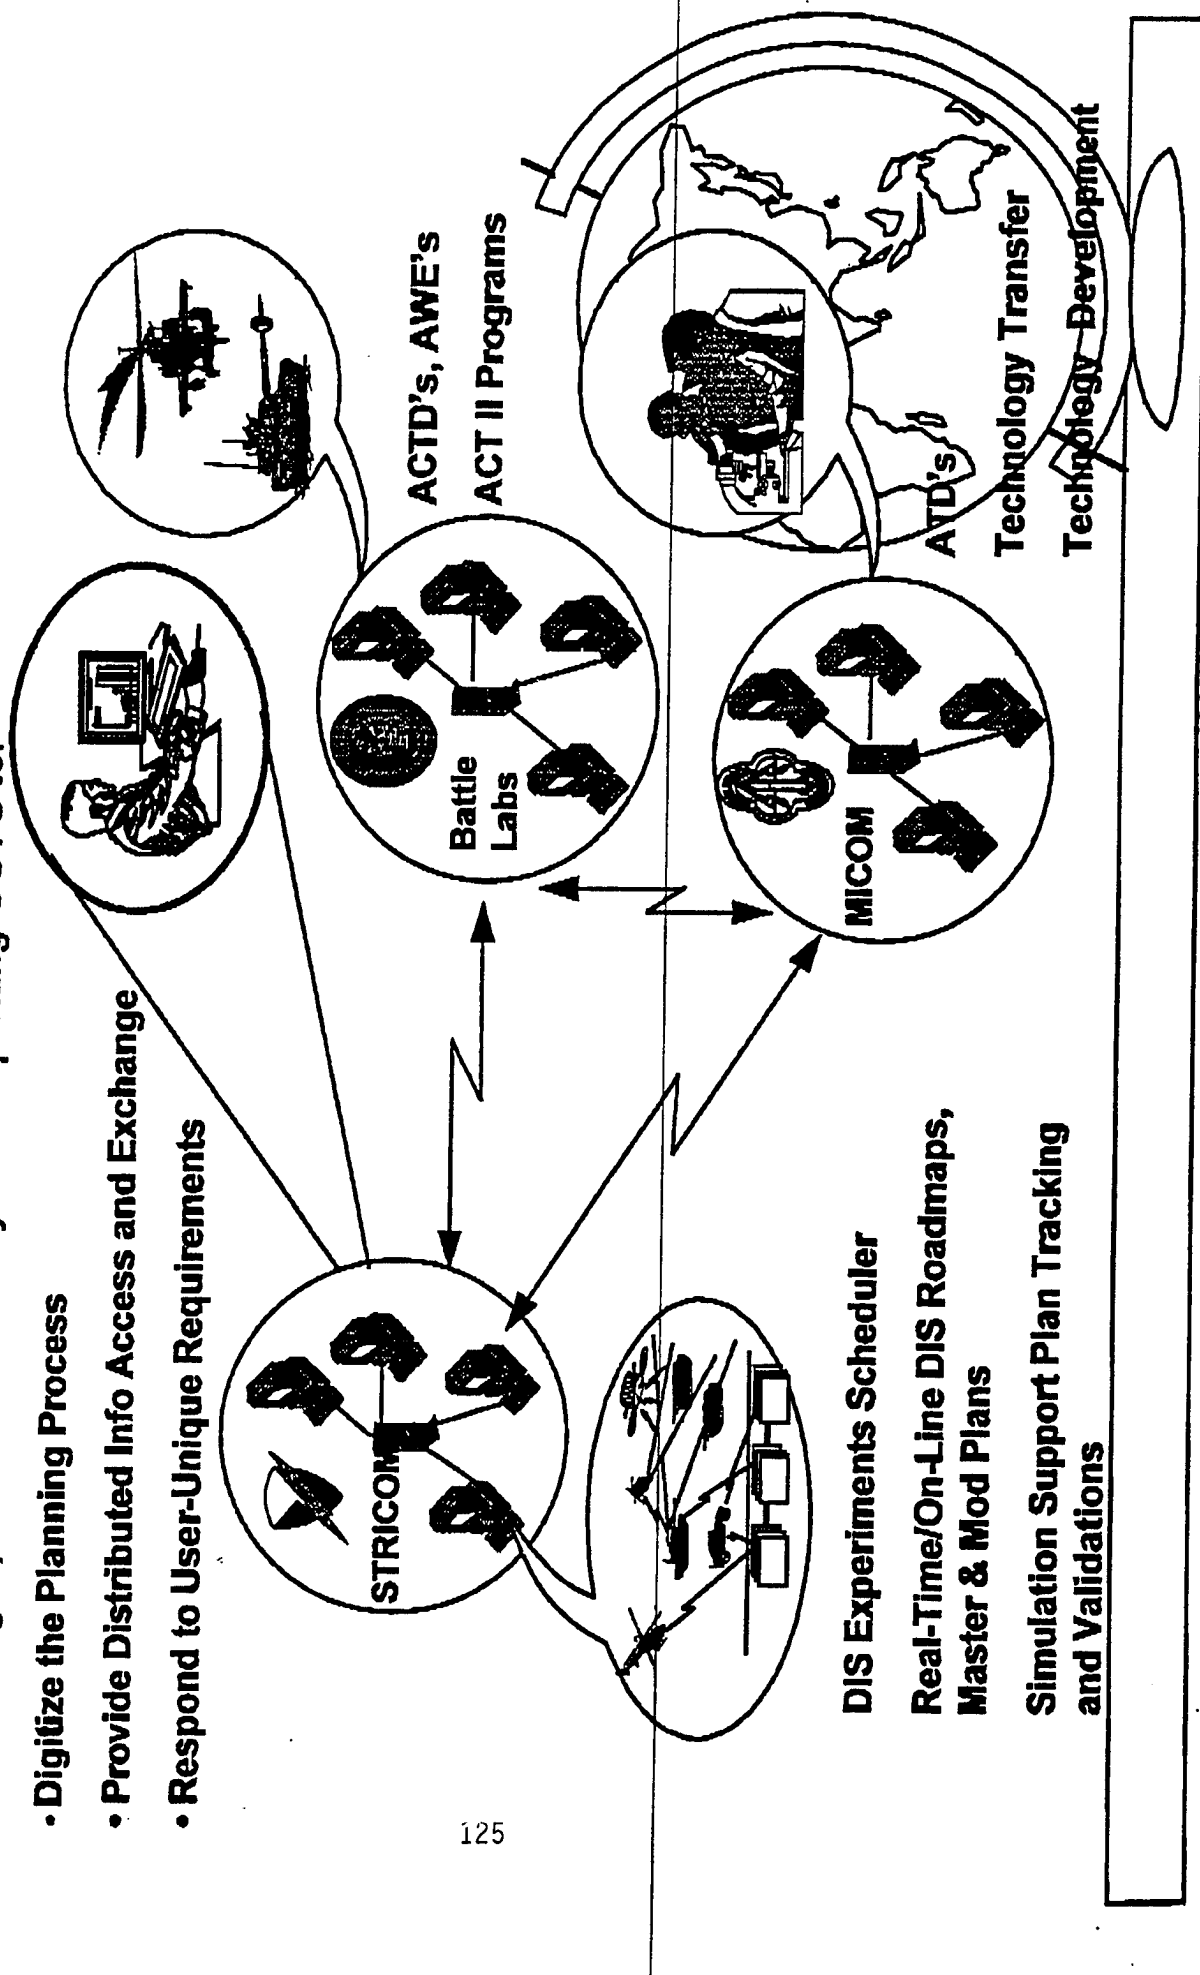 • Digitize the Planning Process
• Provide Distributed Info Access and Exchange
• Respond to User-Unique Requirements
STRICOM
Battle
Labs
ACTD's, AWE's
ACT II Programs
MICOM
ATD's
Technology Transfer
Technology Development
DIS Experiments Scheduler
Real-Time/On-Line DIS Roadmaps,
Master & Mod Plans
Simulation Support Plan Tracking
and Validations
125